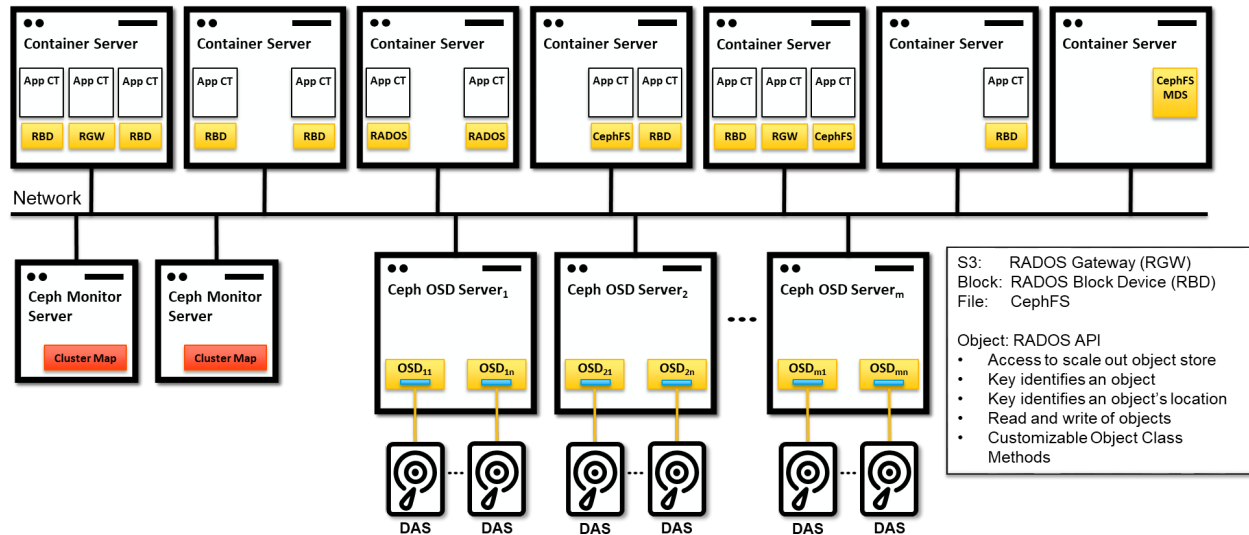 Container Server
App CT App CT App CT
RBD RGW RBD
Container Server
App CT App CT
RBD RBD
Container Server
App CT App CT
RADOS RADOS
Container Server
App CT App CT
CephFS RBD
Container Server
App CT App CT App CT
RBD RGW CephFS
Container Server
App CT
RBD
Container Server
CephFS
MDS
Network
Ceph Monitor
Server
Cluster Map
Ceph Monitor
Server
Cluster Map
Ceph OSD Server₁
OSD₁₁ OSD₁ₙ
DAS DAS
Ceph OSD Server₂
OSD₂₁ OSD₂ₙ
DAS DAS
Ceph OSD Serverₘ
OSDₘ₁ OSDₘₙ
DAS DAS
S3: RADOS Gateway (RGW)
Block: RADOS Block Device (RBD)
File: CephFS
Object: RADOS API
• Access to scale out object store
• Key identifies an object
• Key identifies an object's location
• Read and write of objects
• Customizable Object Class
Methods